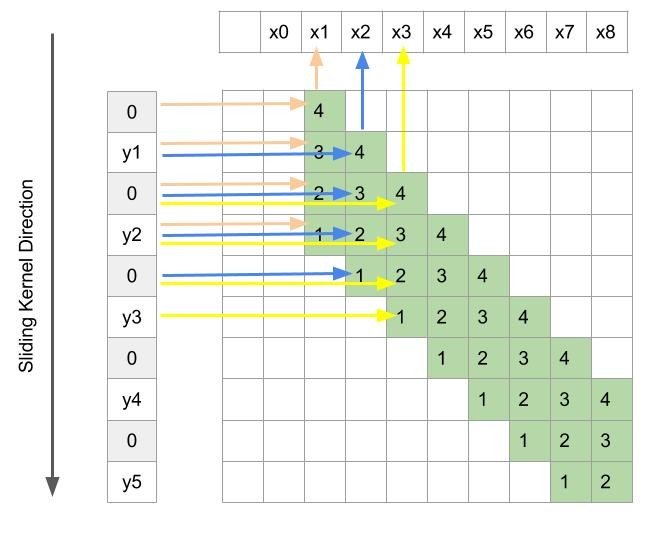 x0 x1 x2 x3 x4 x5 x6 x7 x8
0 4
y1 3 4
0 2 3 4
y2 1 2 3 4
0 1 2 3 4
y3 1 2 3 4
0 1 2 3 4
y4 1 2 3 4
0 1 2 3
y5 1 2
Sliding Kernel Direction